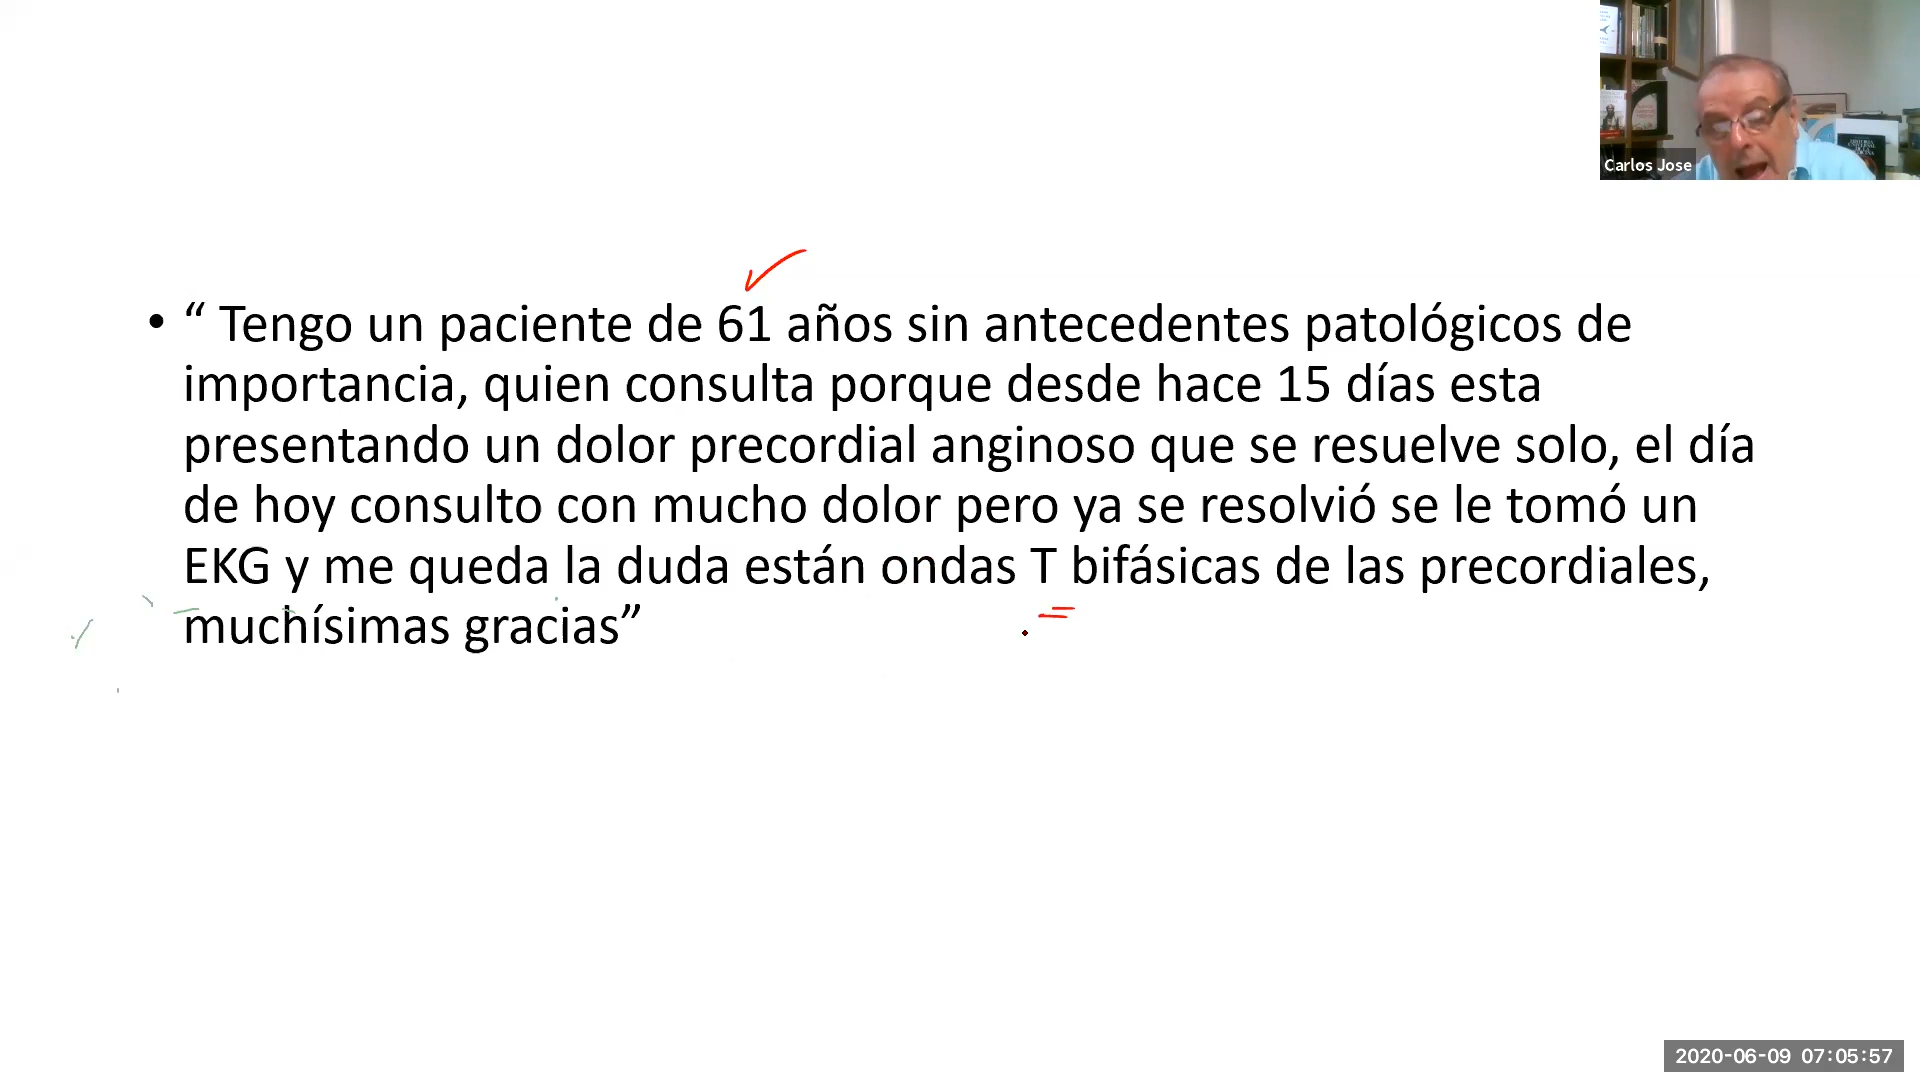 Carlos Jose
• “ Tengo un paciente de 61 años sin antecedentes patológicos de
importancia, quien consulta porque desde hace 15 días esta
presentando un dolor precordial anginoso que se resuelve solo, el día
de hoy consulto con mucho dolor pero ya se resolvió se le tomó un
EKG y me queda la duda están ondas T bifásicas de las precordiales,
muchísimas gracias”
2020-06-09 07:05:57